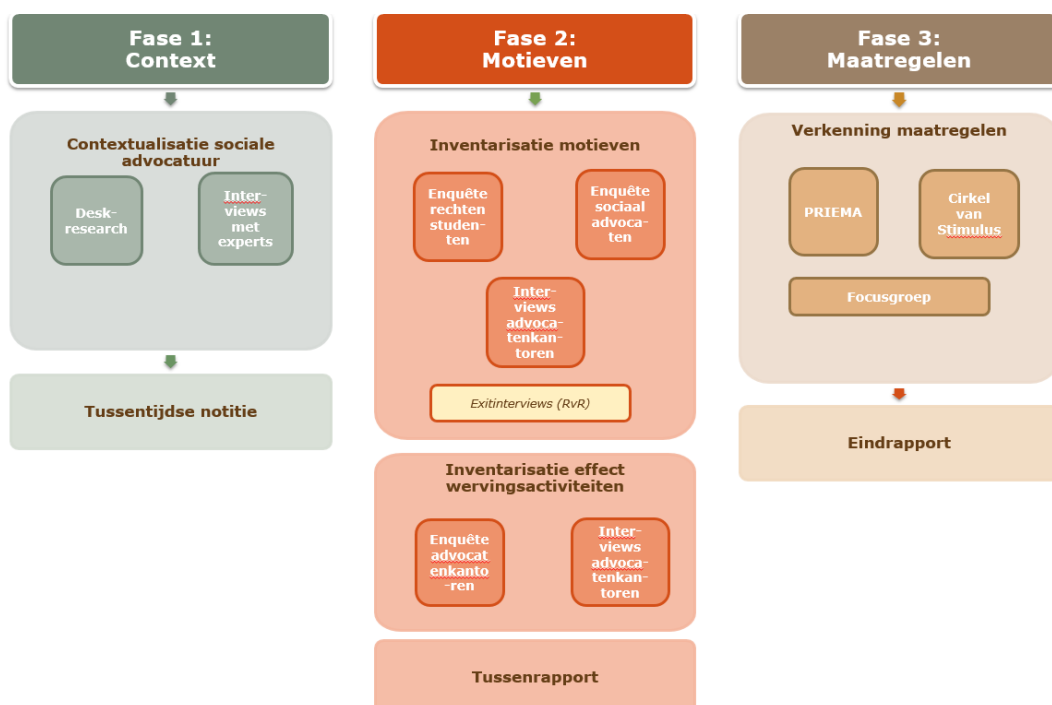 Fase 1:
Context
Contextualisatie sociale
advocatuur
Desk-
research
Inter-
views
met
experts
Tussentijdse notitie
Fase 2:
Motieven
Inventarisatie motieven
Enquête
rechten
studen-
ten
Enquête
sociaal
advoca-
ten
Inter-
views
advoca-
tenkan-
toren
Exitinterviews (RvR)
Inventarisatie effect
wervingsactiviteiten
Enquête
advocat
enkanto
-ren
Inter-
views
advoca-
tenkan-
toren
Tussenrapport
Fase 3:
Maatregelen
Verkenning maatregelen
PRIEMA
Cirkel
van
Stimulus
Focusgroep
Eindrapport